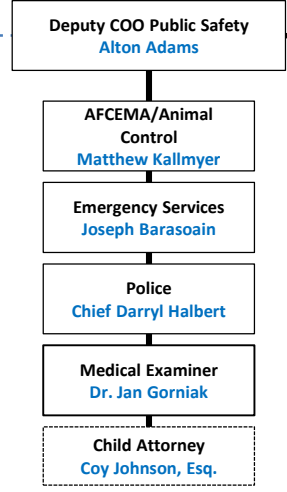 Deputy COO Public Safety
Alton Adams
AFCEMA/Animal
Control
Matthew Kallmyer
Emergency Services
Joseph Barasoain
Police
Chief Darryl Halbert
Medical Examiner
Dr. Jan Gorniak
Child Attorney
Coy Johnson, Esq.